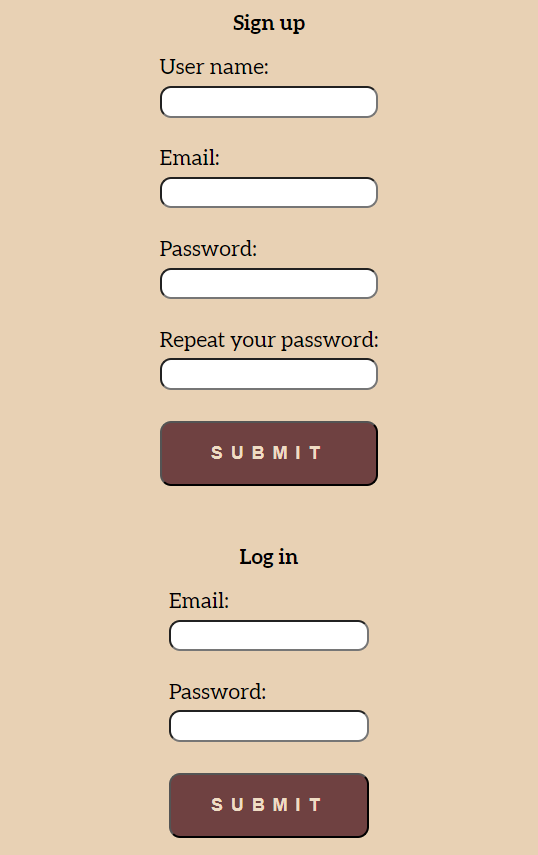 Sign up
User name:
Email:
Password:
Repeat your password:
SUBMIT
Log in
Email:
Password:
SUBMIT